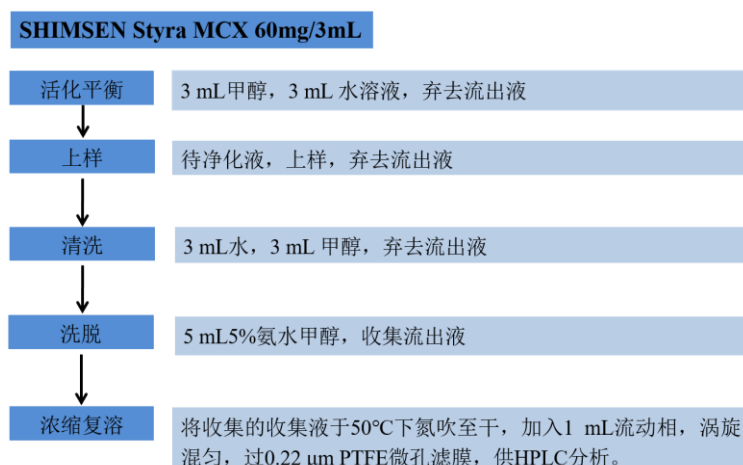 SHIMSEN Styra MCX 60mg/3mL
活化平衡
3 mL甲醇，3 mL 水溶液，弃去流出液
上样
待净化液，上样，弃去流出液
清洗
3 mL水，3 mL 甲醇，弃去流出液
洗脱
5 mL5%氨水甲醇，收集流出液
浓缩复溶
将收集的收集液于50℃下氮吹至干，加入1 mL流动相，涡旋
混匀，过0.22 μm PTFE微孔滤膜，供HPLC分析。